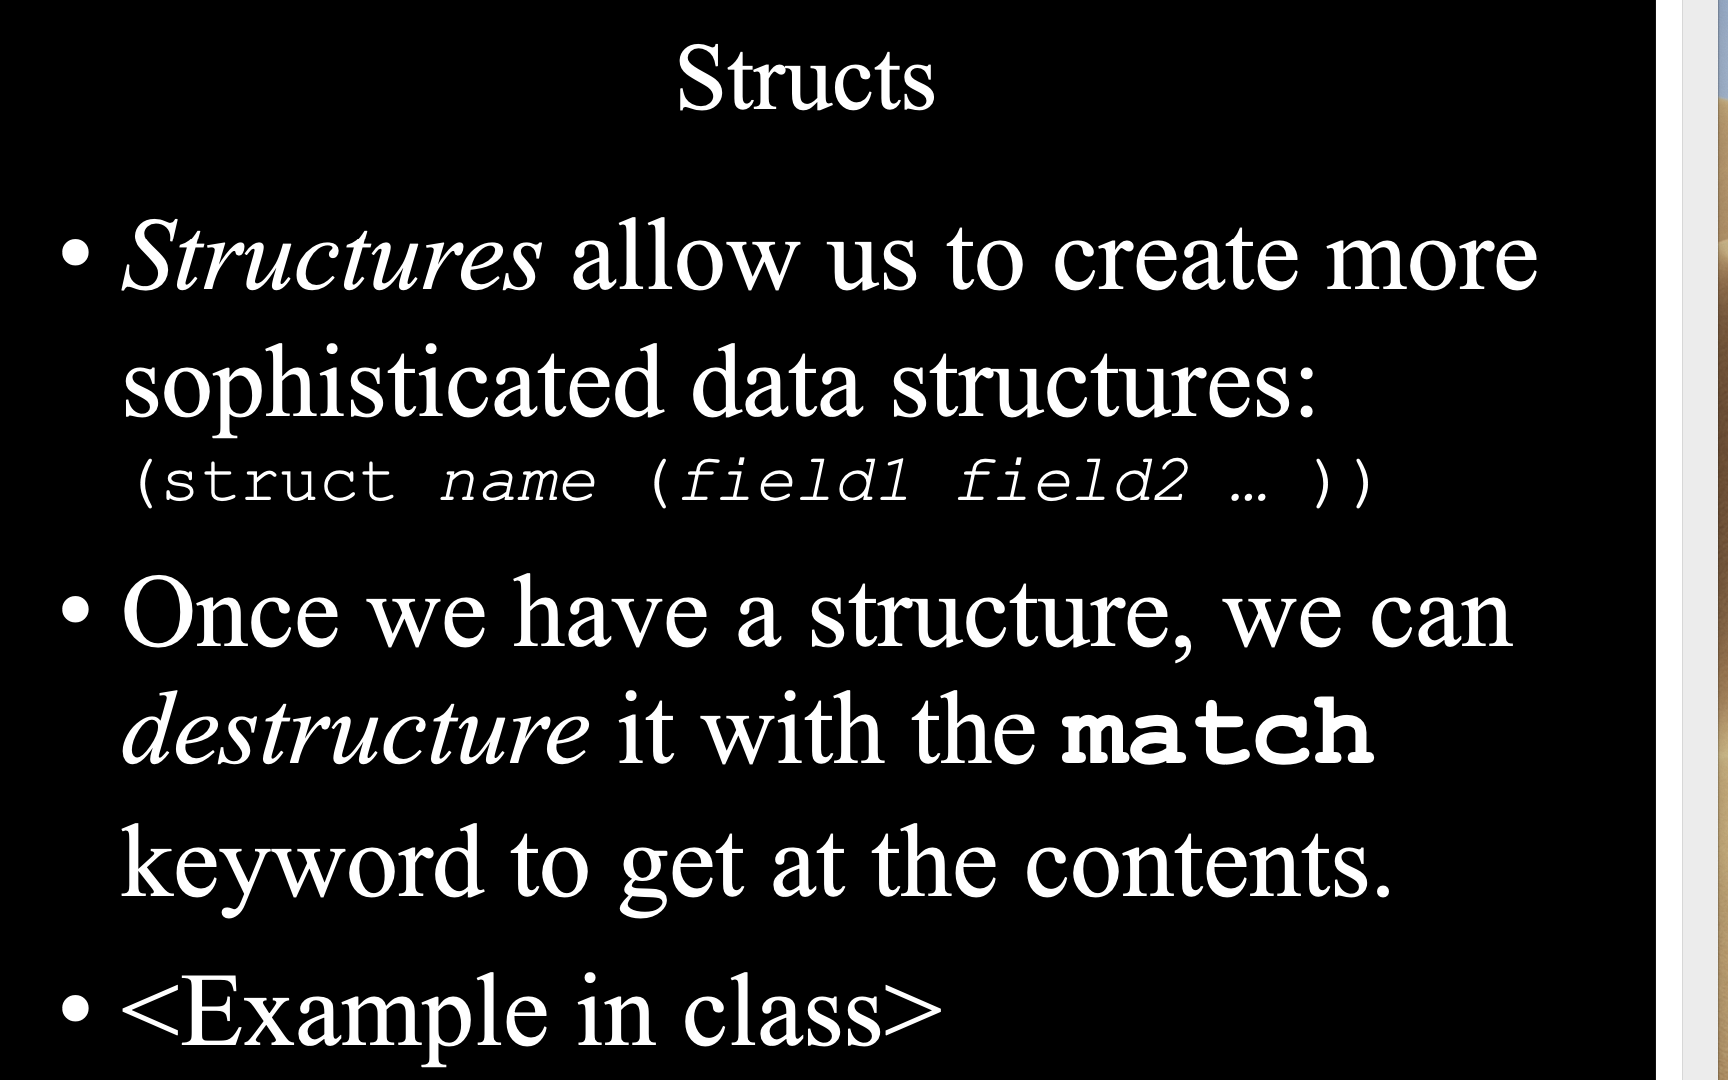 Structs
• Structures allow us to create more
sophisticated data structures:
(struct name (field1 field2 … ))
• Once we have a structure, we can
destructure it with the match
keyword to get at the contents.
• <Example in class>